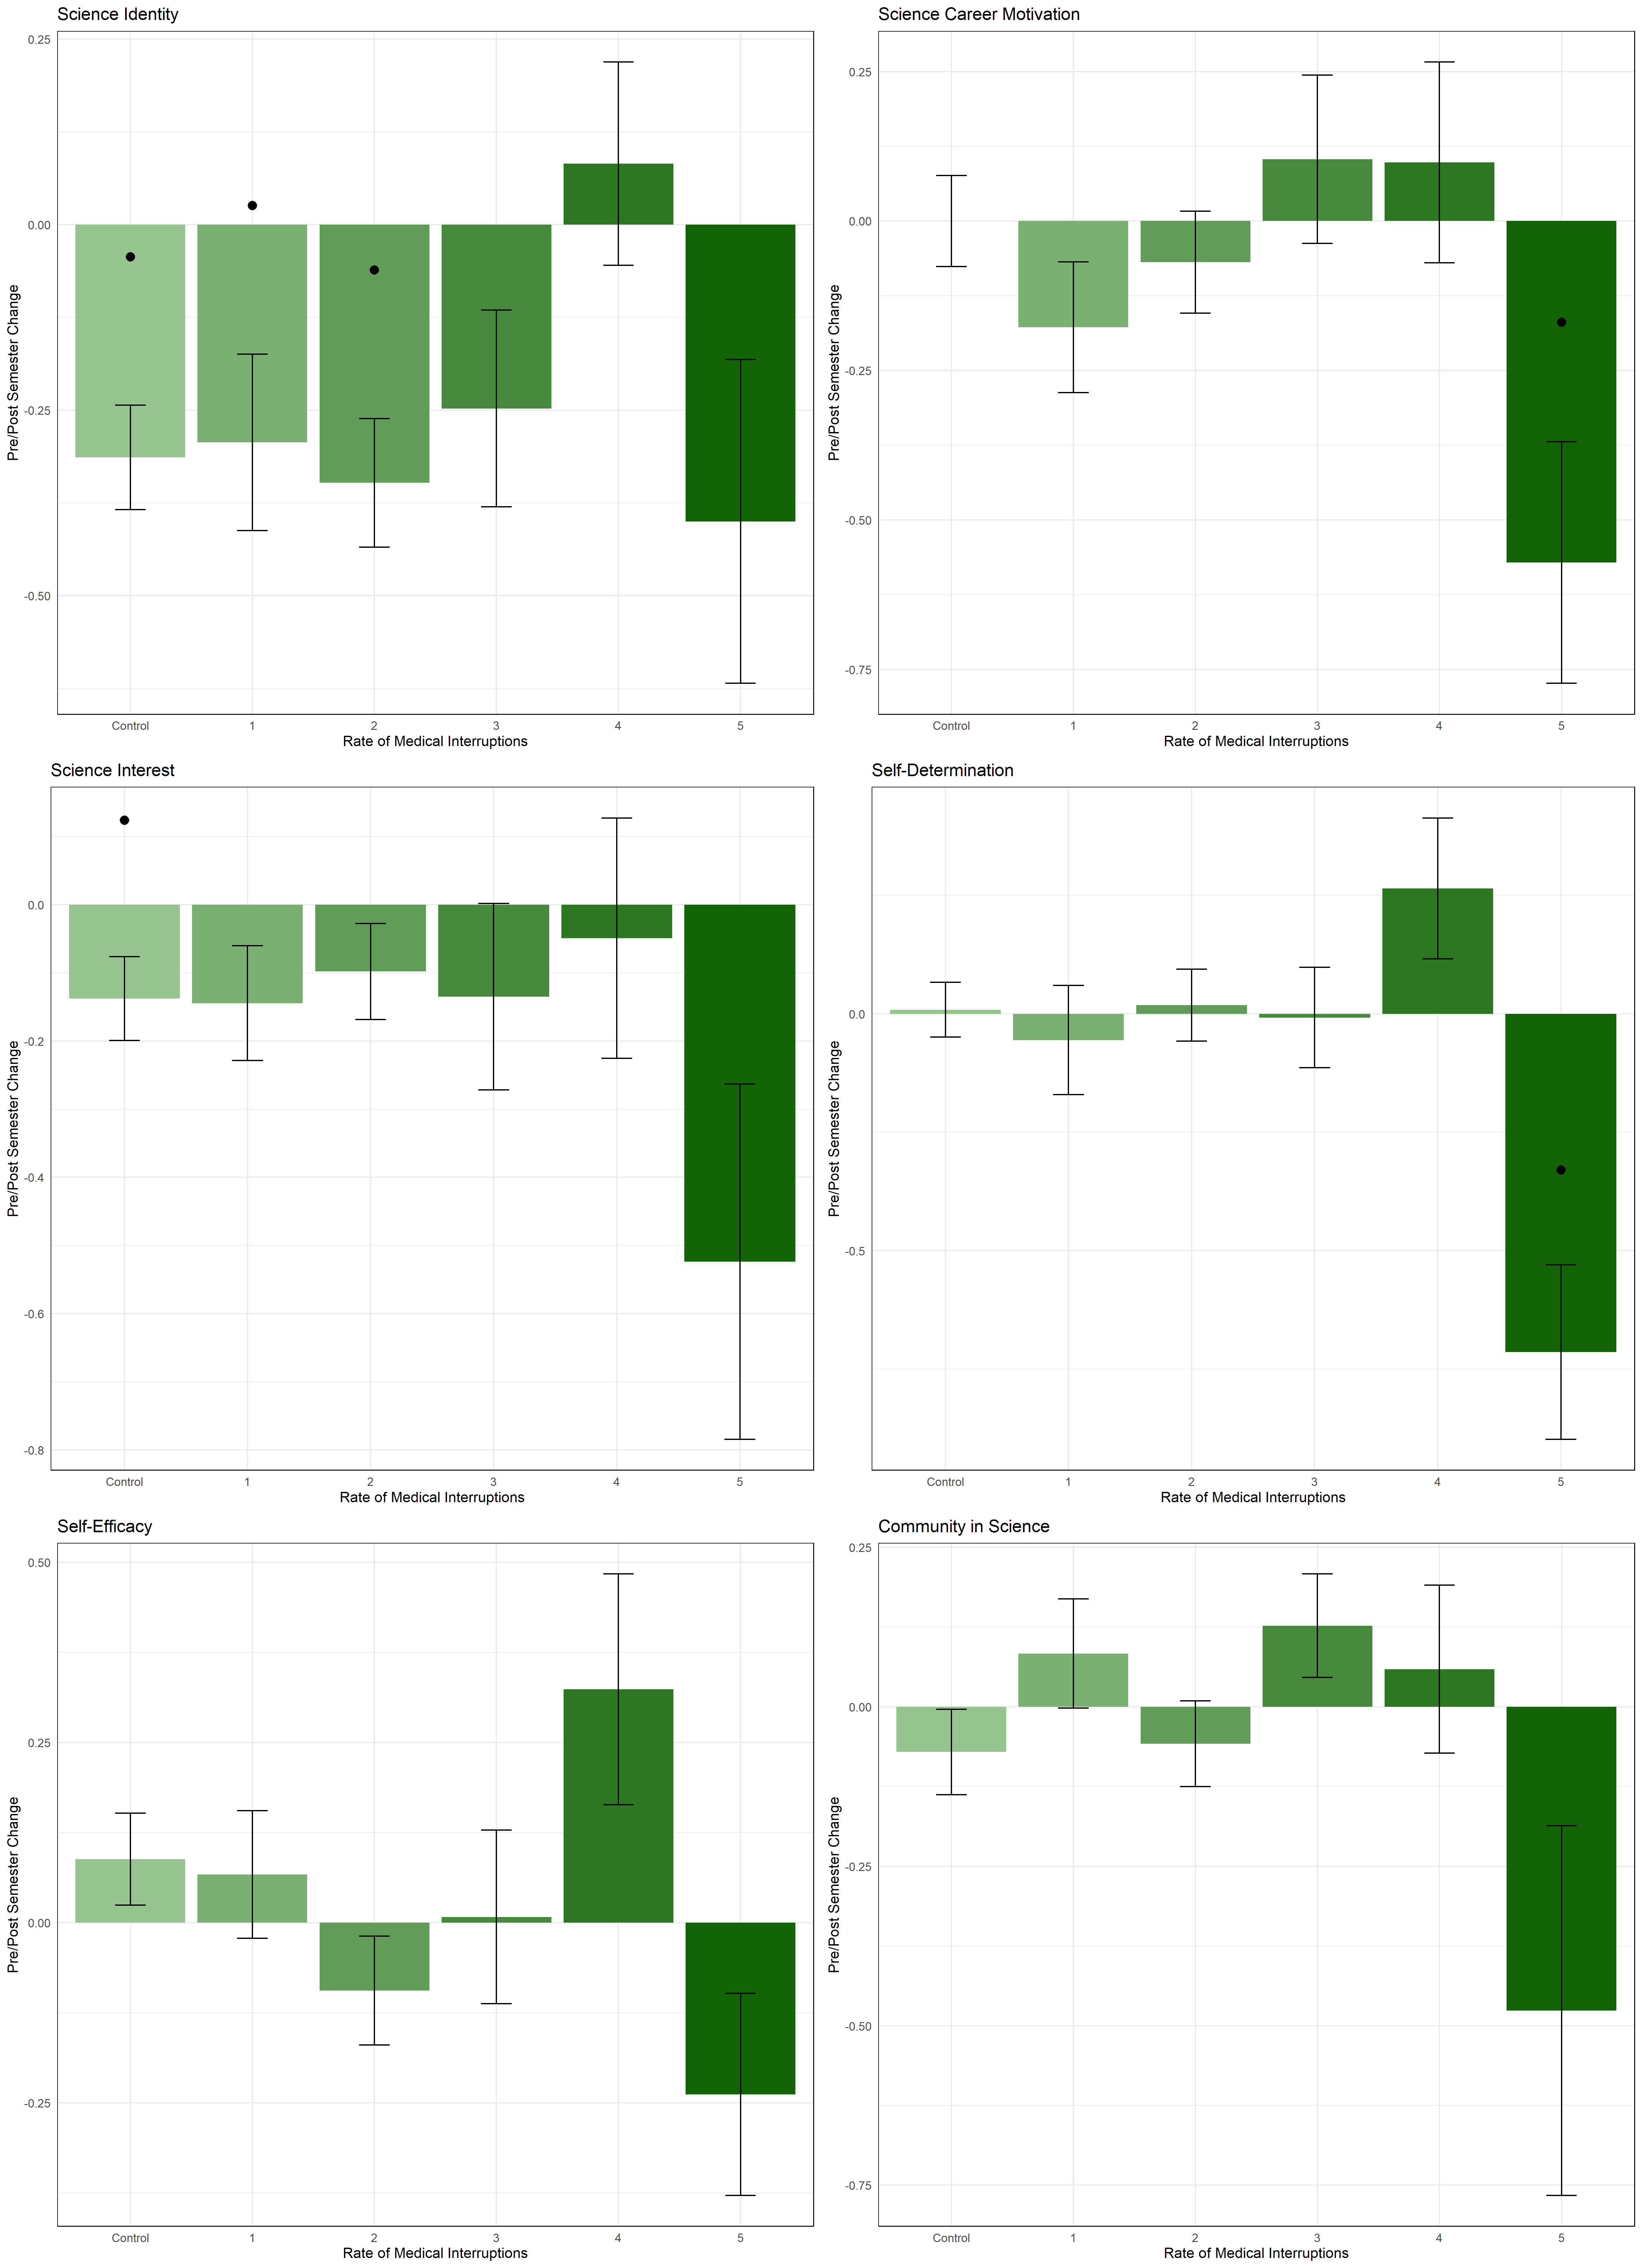 Science Identity
Pre/Post Semester Change
0.25
0.00
-0.25
-0.50
Control 1 2 3 4 5
Rate of Medical Interruptions
Science Career Motivation
Pre/Post Semester Change
0.25
0.00
-0.25
-0.50
-0.75
Control 1 2 3 4 5
Rate of Medical Interruptions
Science Interest
Pre/Post Semester Change
0.0
-0.2
-0.4
-0.6
-0.8
Control 1 2 3 4 5
Rate of Medical Interruptions
Self-Determination
Pre/Post Semester Change
0.0
-0.5
Control 1 2 3 4 5
Rate of Medical Interruptions
Self-Efficacy
Pre/Post Semester Change
0.50
0.25
0.00
-0.25
Control 1 2 3 4 5
Rate of Medical Interruptions
Community in Science
Pre/Post Semester Change
0.25
0.00
-0.25
-0.50
-0.75
Control 1 2 3 4 5
Rate of Medical Interruptions